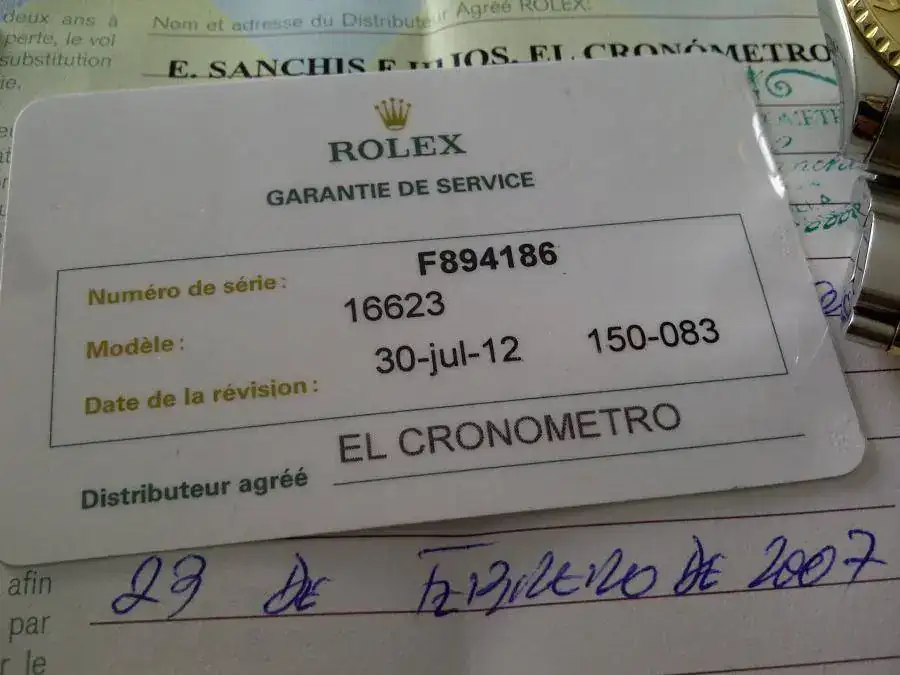 deux ans à
perte, le vol
substitution
ie.
Nom et adresse du Distributeur Agréé ROLEX:
E. SANCHIS E HIJOS. EL CRONÓMETRO
ROLEX
GARANTIE DE SERVICE
Numéro de série: F894186
Modèle: 16623
Date de la révision: 30-jul-12 150-083
Distributeur agréé EL CRONOMETRO
afin
par
r le
23 DE FEBRERO DE 2007